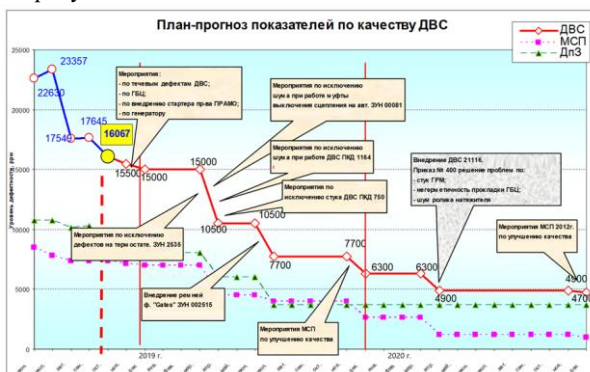 План-прогноз показателей по качеству ДВС
ДВС
МСП
ДпЗ
25000
20000
15000
10000
5000
0
22630
23357
17549
17645
16067
15500
15000
15000
10500
10500
7700
7700
6300
6300
4900
4900
4700
Мероприятия:
- по течевым дефектам ДВС;
- по ГБЦ;
- по внедрению стартера пр-ва ПРАМО;
- по генератору
Мероприятия по исключению
шума при работе муфты
выключения сцепления на авт. ЗУН 00081
Мероприятия по исключению
шума при работе ДВС ПКД 1164
Мероприятия по
исключению стука ДВС ПКД 750
Мероприятия по исключению
дефектов на термостате. ЗУН 2535
Внедрение ремней
ф. "Gates" ЗУН 002515
Мероприятия МСП
по улучшению качества
Внедрение ДВС 21116.
Приказ № 400 решение проблем по:
- стук ГРМ;
- негерметичность прокладки ГБЦ;
- шум ролика натяжителя
Мероприятия МСП 2012г.
по улучшению качества
2019 г.
2020 г.